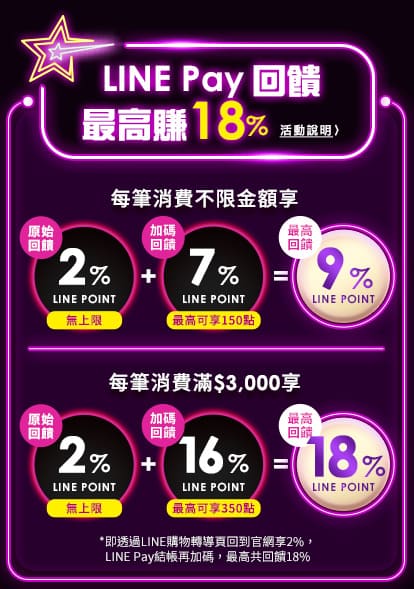 LINE Pay 回饋
最高賺18% 活動說明〉
每筆消費不限金額享
原始
回饋
2%
LINE POINT
無上限
+
加碼
回饋
7%
LINE POINT
最高可享150點
=
最高
回饋
9%
LINE POINT
每筆消費滿$3,000享
原始
回饋
2%
LINE POINT
無上限
+
加碼
回饋
16%
LINE POINT
最高可享350點
=
最高
回饋
18%
LINE POINT
*即透過LINE購物轉導頁回到官網享2%，
LINE Pay結帳再加碼，最高共回饋18%